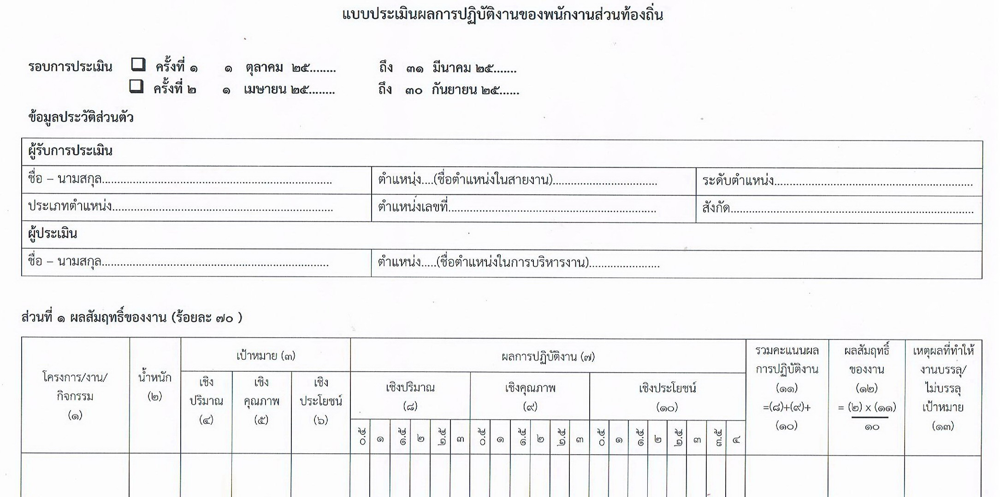 แบบประเมินผลการปฏิบัติงานของพนักงานส่วนท้องถิ่น
รอบการประเมิน ❑ ครั้งที่ ๑ ๑ ตุลาคม ๒๕........ ถึง ๓๑ มีนาคม ๒๕.......
❑ ครั้งที่ ๒ ๑ เมษายน ๒๕........ ถึง ๓๐ กันยายน ๒๕......
ข้อมูลประวัติส่วนตัว
ผู้รับการประเมิน
ชื่อ – นามสกุล.......................................................................... ตำแหน่ง....(ชื่อตำแหน่งในสายงาน).................................. ระดับตำแหน่ง................................................................
ประเภทตำแหน่ง....................................................................... ตำแหน่งเลขที่................................................................... สังกัด..............................................................................
ผู้ประเมิน
ชื่อ – นามสกุล......................................................................... ตำแหน่ง.....(ชื่อตำแหน่งในการบริหารงาน).......................
ส่วนที่ ๑ ผลสัมฤทธิ์ของงาน (ร้อยละ ๗๐ )
โครงการ/งาน/
กิจกรรม
(๑)
น้ำหนัก
(๒)
เป้าหมาย (๓)
เชิง
ปริมาณ
(๔)
เชิง
คุณภาพ
(๕)
เชิง
ประโยชน์
(๖)
ผลการปฏิบัติงาน (๗)
เชิงปริมาณ
(๘)
๐.๕ ๑ ๑.๕ ๒ ๒.๕ ๓
เชิงคุณภาพ
(๙)
๐.๕ ๑ ๑.๕ ๒ ๒.๕ ๓
เชิงประโยชน์
(๑๐)
๐.๕ ๑ ๑.๕ ๒ ๒.๕ ๓ ๓.๕ ๔
รวมคะแนนผล
การปฏิบัติงาน
(๑๑)
=(๘)+(๙)+
(๑๐)
ผลสัมฤทธิ์
ของงาน
(๑๒)
= (๒) x (๑๑)
๑๐
เหตุผลที่ทำให้
งานบรรลุ/
ไม่บรรลุ
เป้าหมาย
(๑๓)